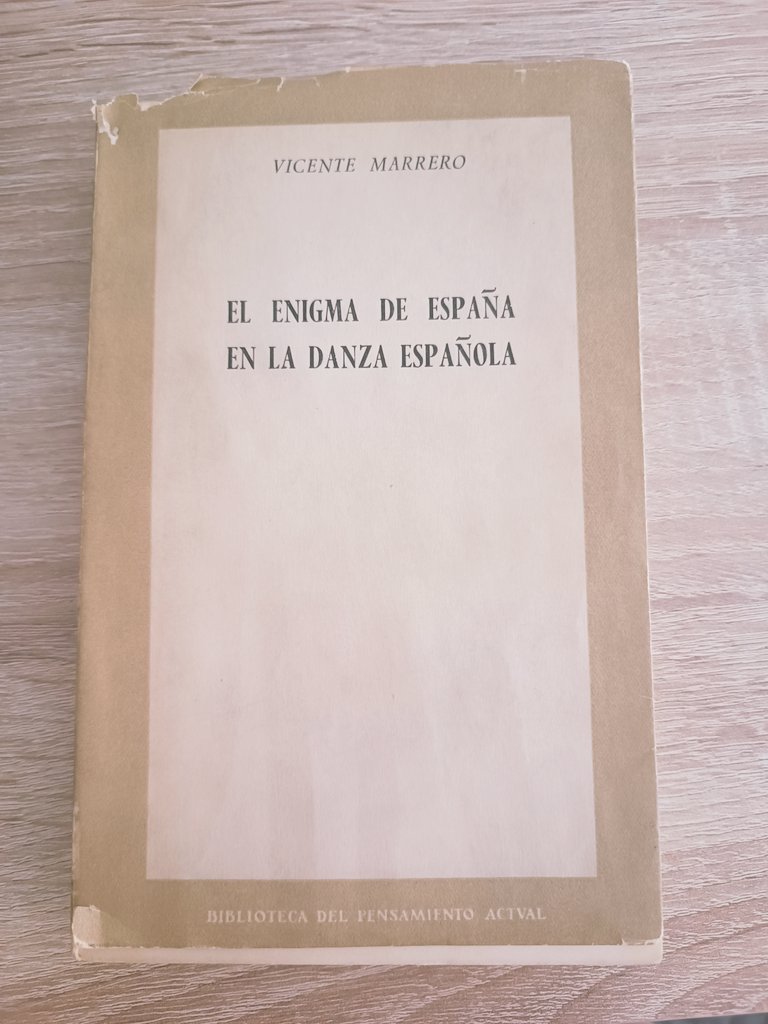 VICENTE MARRERO
EL ENIGMA DE ESPAÑA
EN LA DANZA ESPAÑOLA
BIBLIOTECA DEL PENSAMIENTO ACTVAL